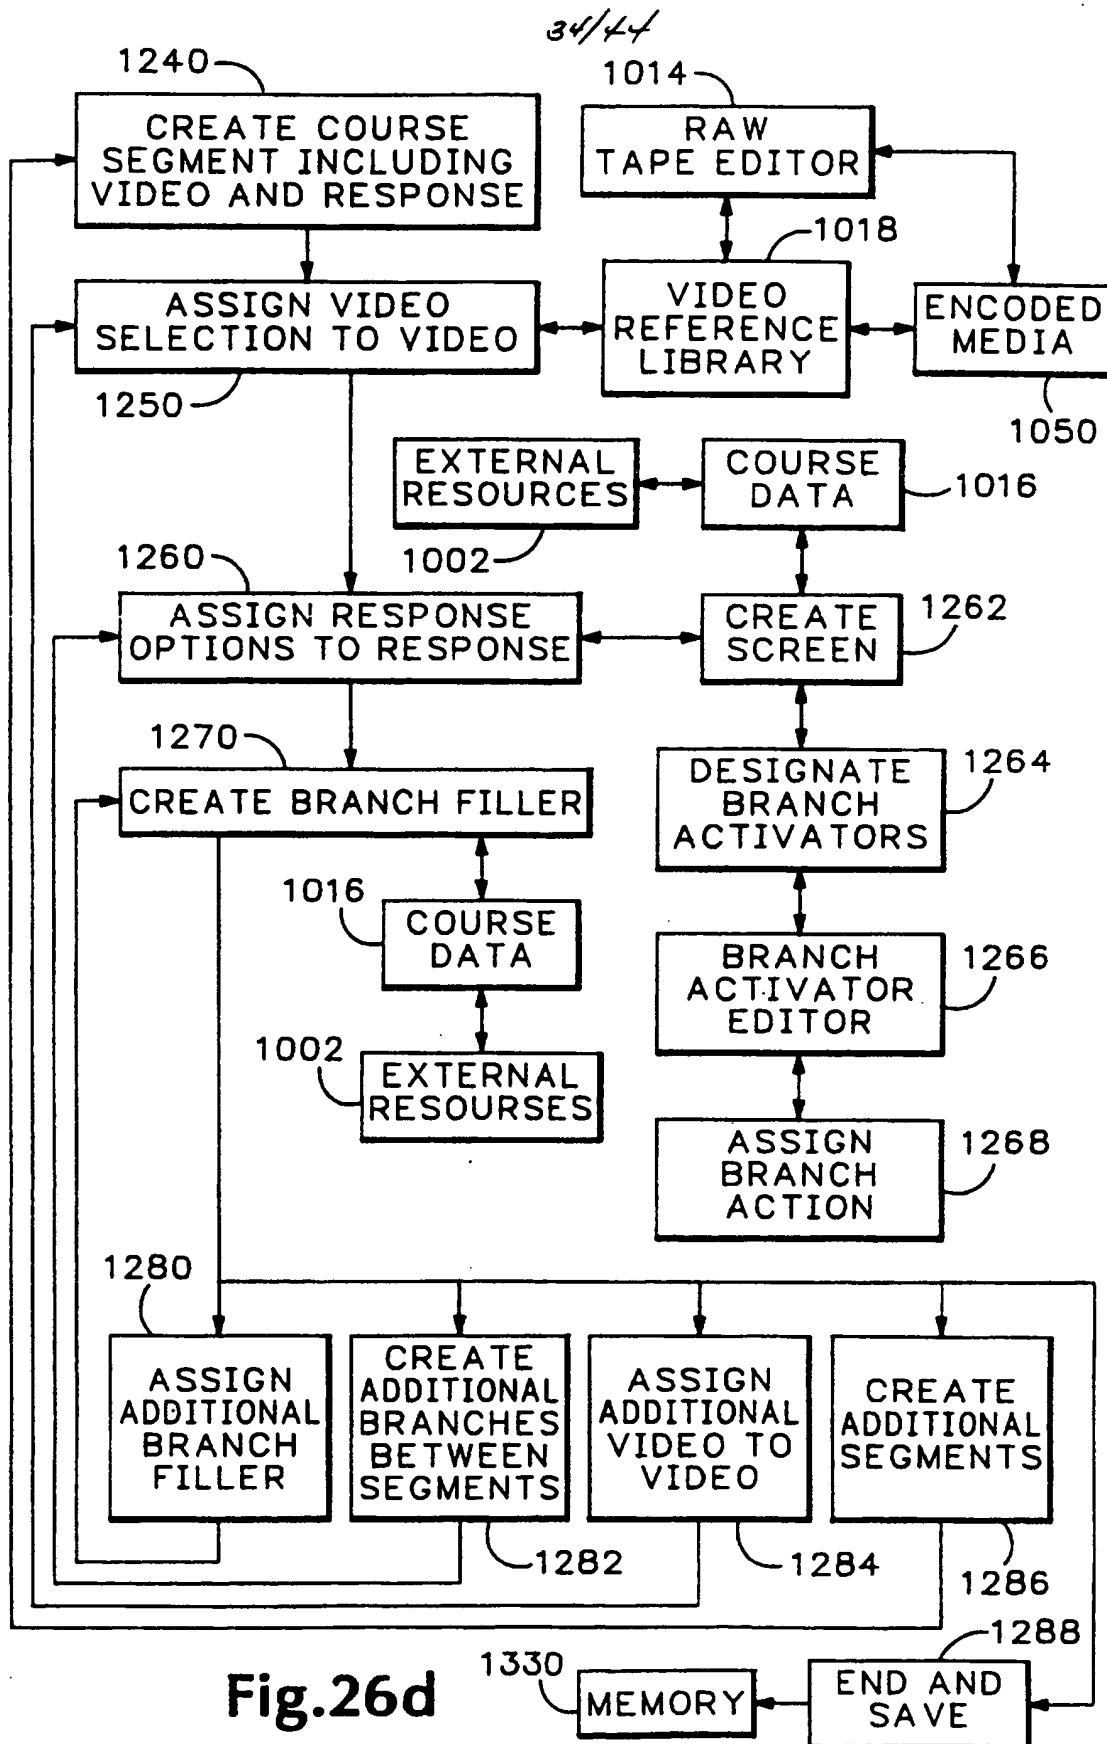 34/44
1240
CREATE COURSE
SEGMENT INCLUDING
VIDEO AND RESPONSE
1014
RAW
TAPE EDITOR
1018
ASSIGN VIDEO
SELECTION TO VIDEO
1250
VIDEO
REFERENCE
LIBRARY
ENCODED
MEDIA
1050
EXTERNAL
RESOURCES
1002
COURSE
DATA
1016
1260
ASSIGN RESPONSE
OPTIONS TO RESPONSE
CREATE
SCREEN
1262
1270
CREATE BRANCH FILLER
DESIGNATE
BRANCH
ACTIVATORS
1264
1016
COURSE
DATA
BRANCH
ACTIVATOR
EDITOR
1266
1002
EXTERNAL
RESOURSES
ASSIGN
BRANCH
ACTION
1268
1280
ASSIGN
ADDITIONAL
BRANCH
FILLER
CREATE
ADDITIONAL
BRANCHES
BETWEEN
SEGMENTS
1282
ASSIGN
ADDITIONAL
VIDEO TO
VIDEO
1284
CREATE
ADDITIONAL
SEGMENTS
1286
1288
END AND
SAVE
1330
MEMORY
Fig.26d